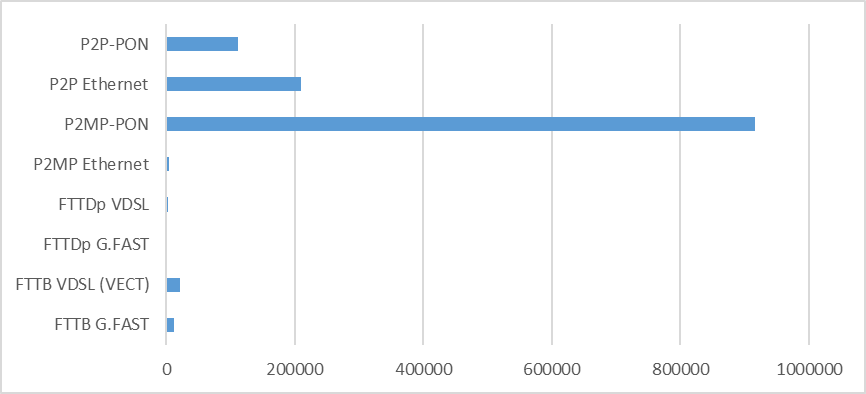 P2P-PON
P2P Ethernet
P2MP-PON
P2MP Ethernet
FTTDp VDSL
FTTDp G.FAST
FTTB VDSL (VECT)
FTTB G.FAST
0 200000 400000 600000 800000 1000000